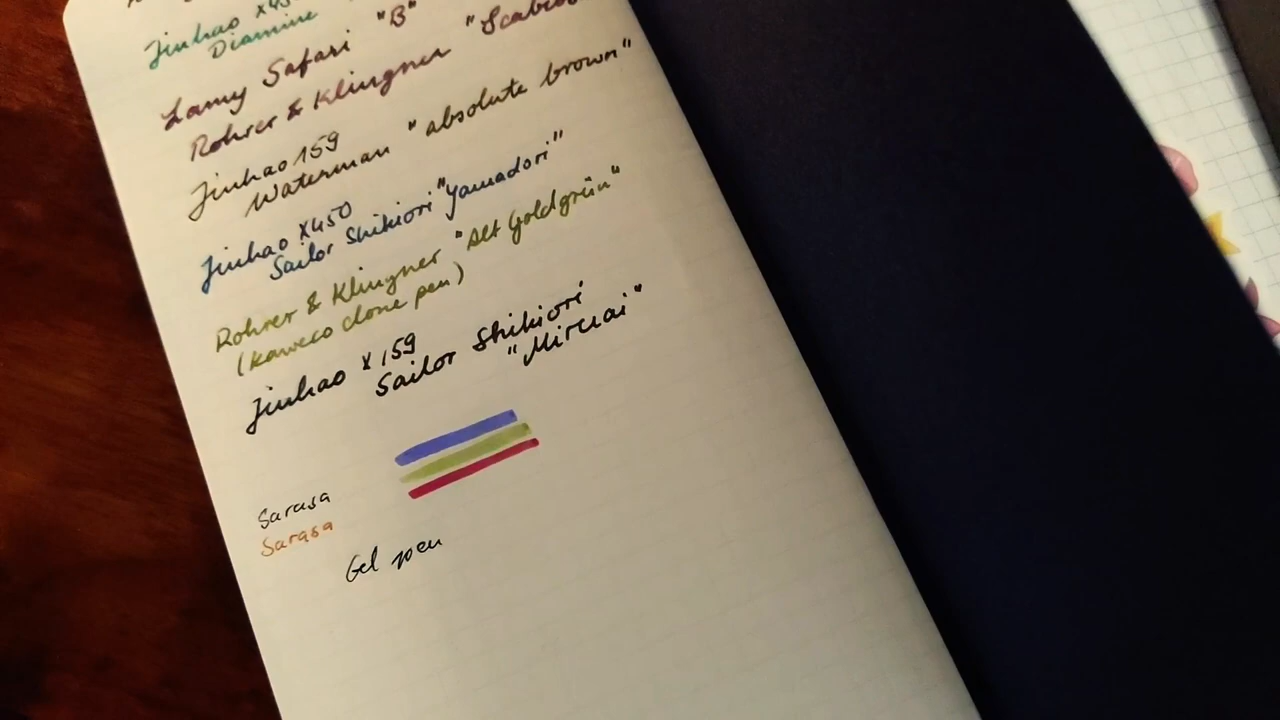 Jinhao x450
Diamine
Lamy Safari "B"
Rohrer & Klingner "Scabiosa
Jinhao 159
Waterman "absolute brown"
Jinhao x450
Sailor Shikiori "Yamadori"
Rohrer & Klingner "Alt Goldgrün"
(kaweco clone pen)
Jinhao x159
Sailor Shikiori
"Miruai"
Sarasa
Sarasa
Gel pen